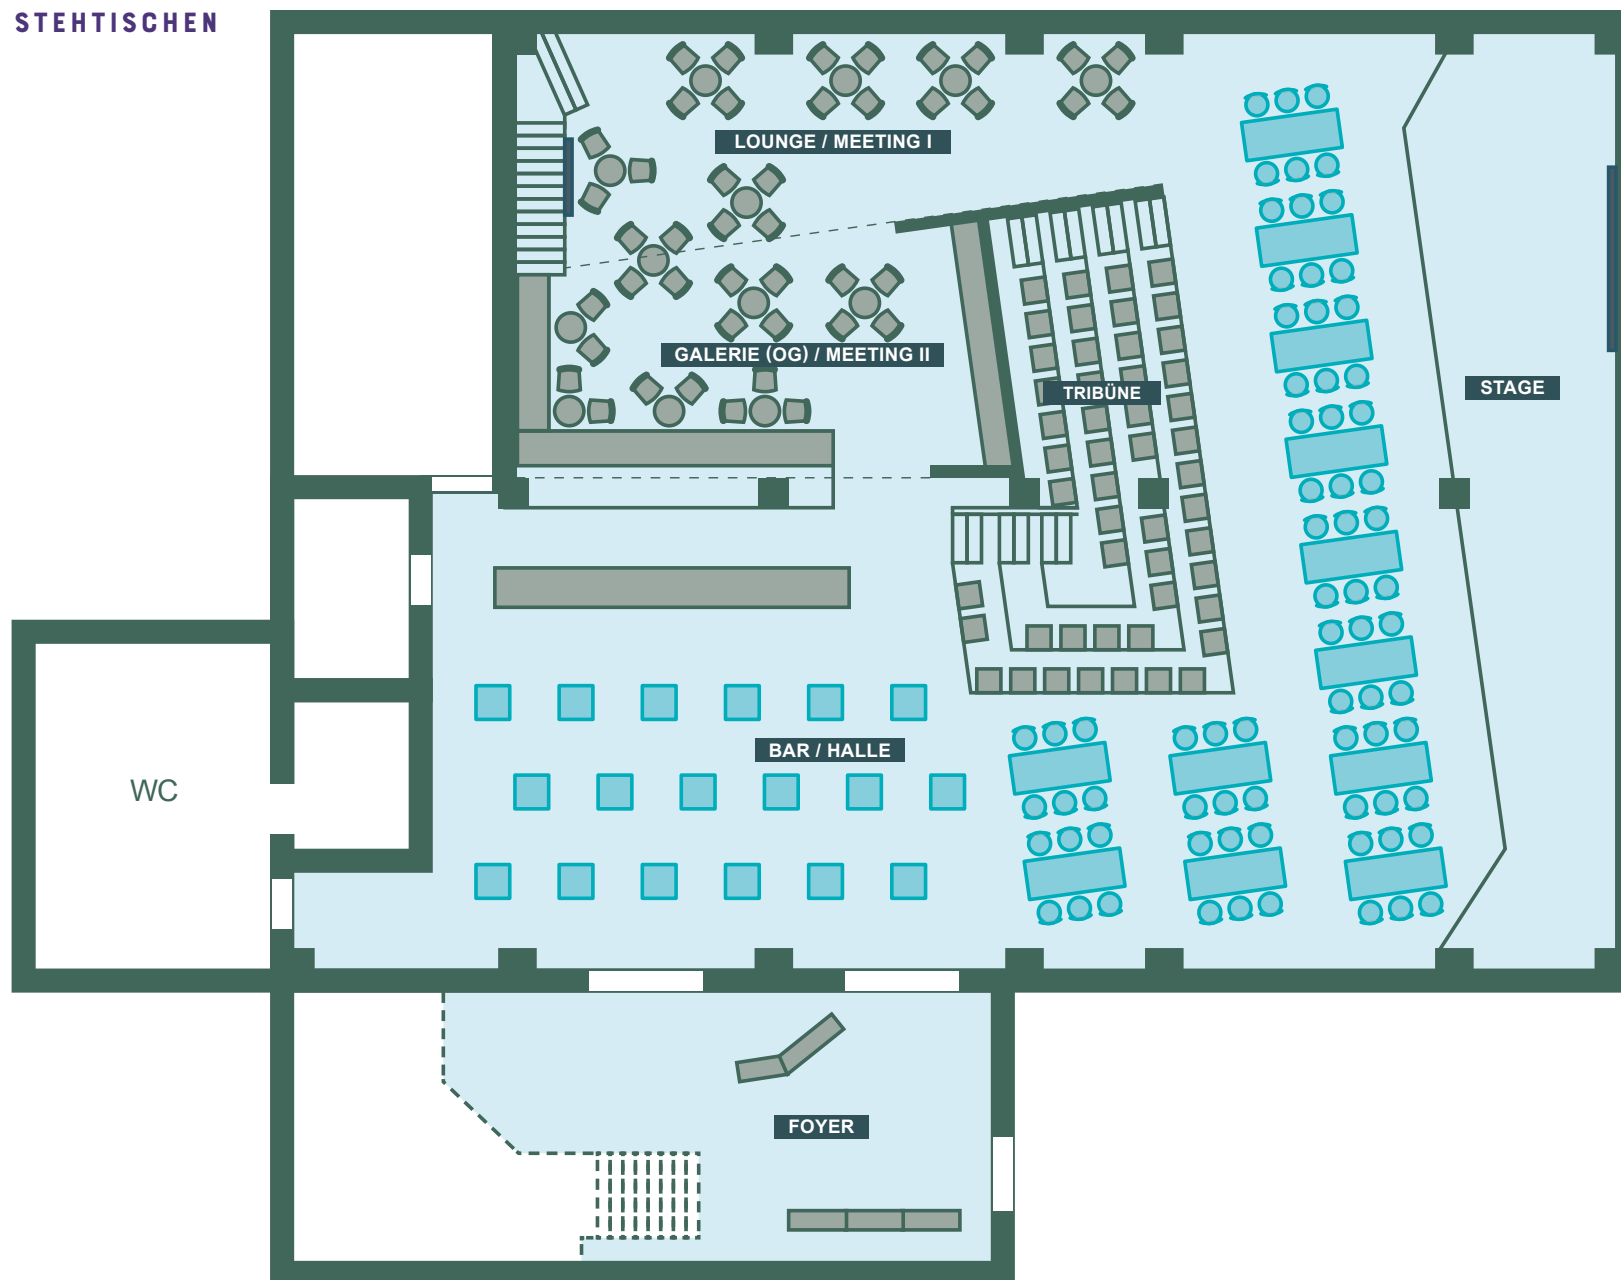 STEHTISCHEN
LOUNGE / MEETING I
GALERIE (OG) / MEETING II
TRIBÜNE
STAGE
BAR / HALLE
WC
FOYER